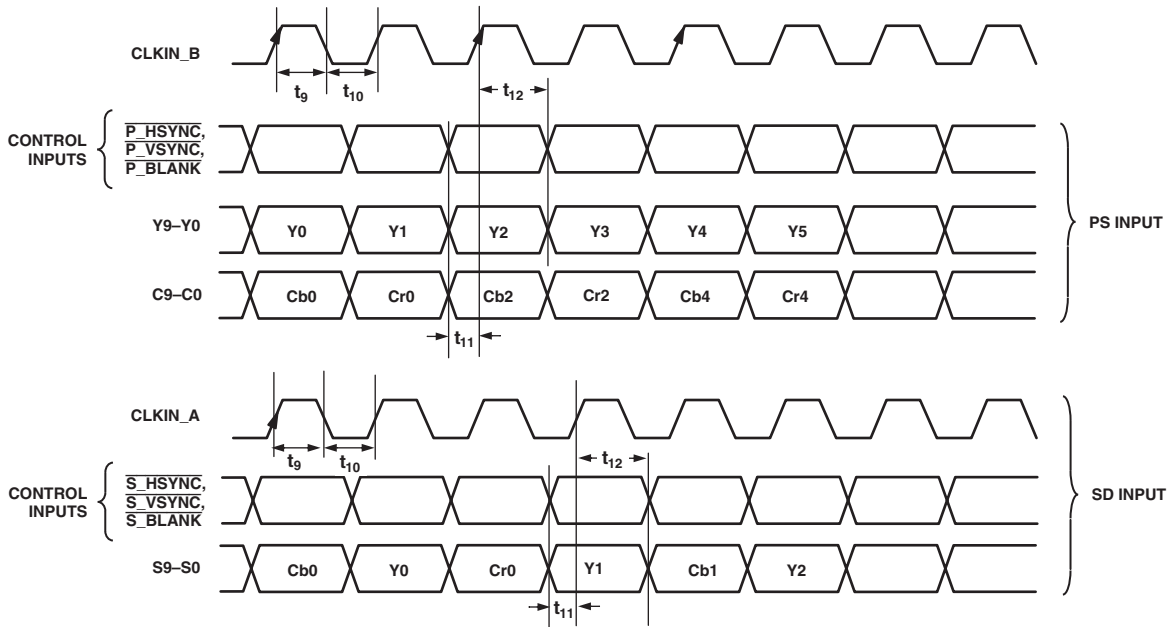 CLKIN_B
t9
t10
t12
CONTROL
INPUTS
P_HSYNC,
P_VSYNC,
P_BLANK
Y9–Y0
Y0 Y1 Y2 Y3 Y4 Y5
PS INPUT
C9–C0
Cb0 Cr0 Cb2 Cr2 Cb4 Cr4
t11
CLKIN_A
t9
t10
t12
CONTROL
INPUTS
S_HSYNC,
S_VSYNC,
S_BLANK
SD INPUT
S9–S0
Cb0 Y0 Cr0 Y1 Cb1 Y2
t11